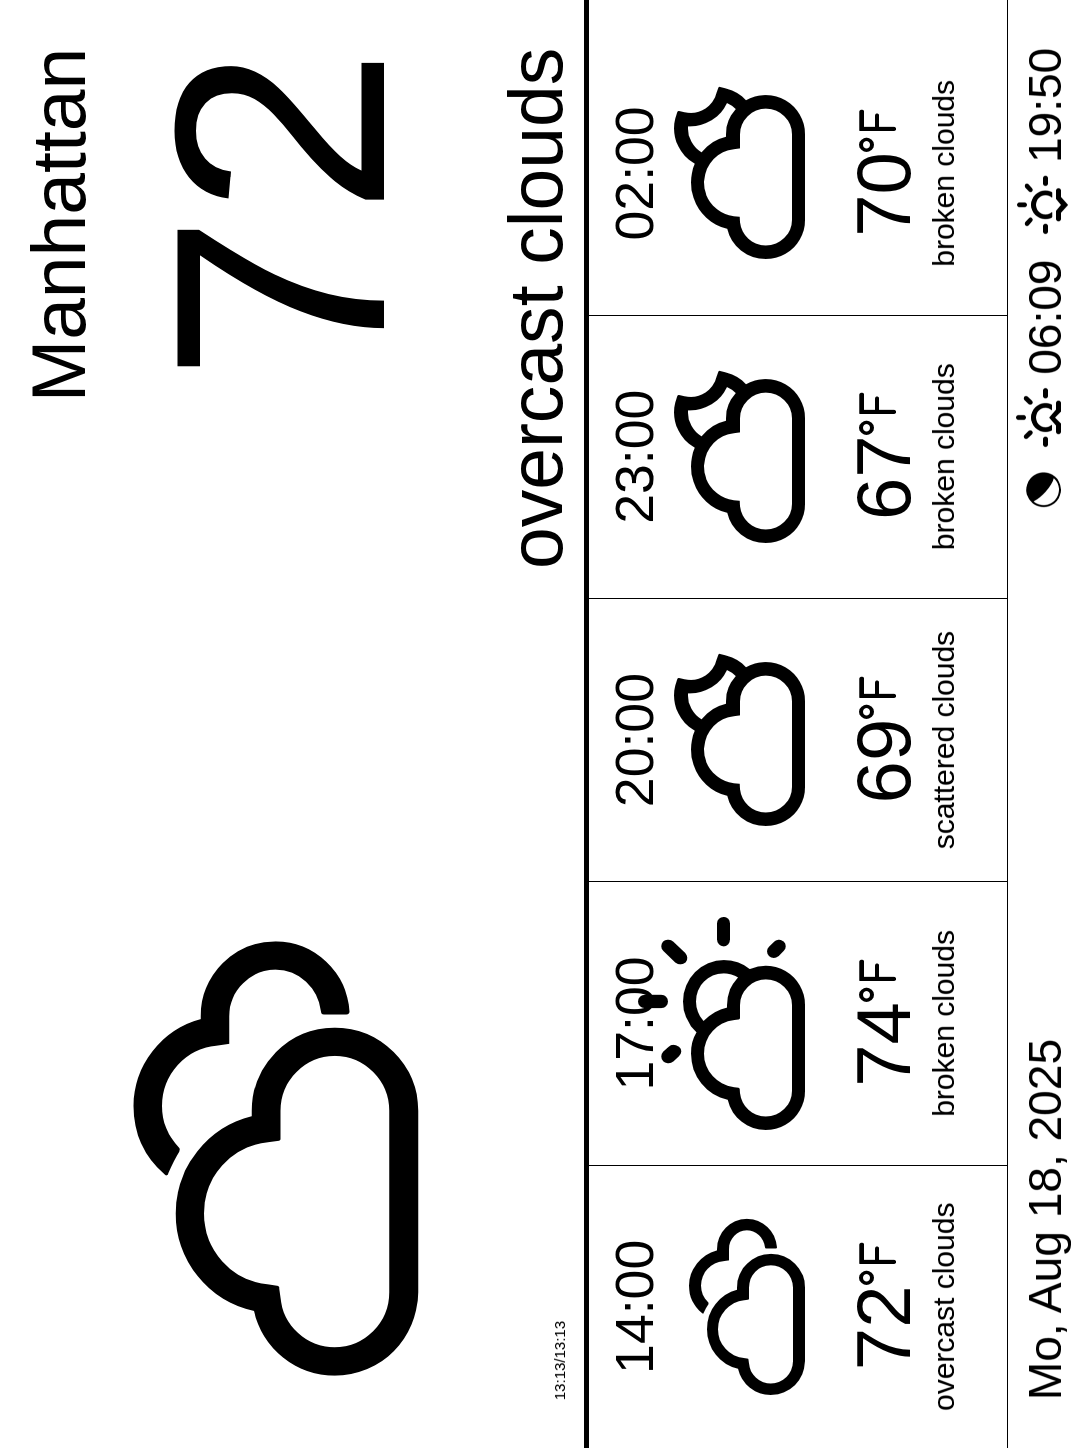 Manhattan
72
overcast clouds
13:13/13:13
14:00 17:00 20:00 23:00 02:00
72°F 74°F 69°F 67°F 70°F
overcast clouds broken clouds scattered clouds broken clouds broken clouds
Mo, Aug 18, 2025 06:09 19:50